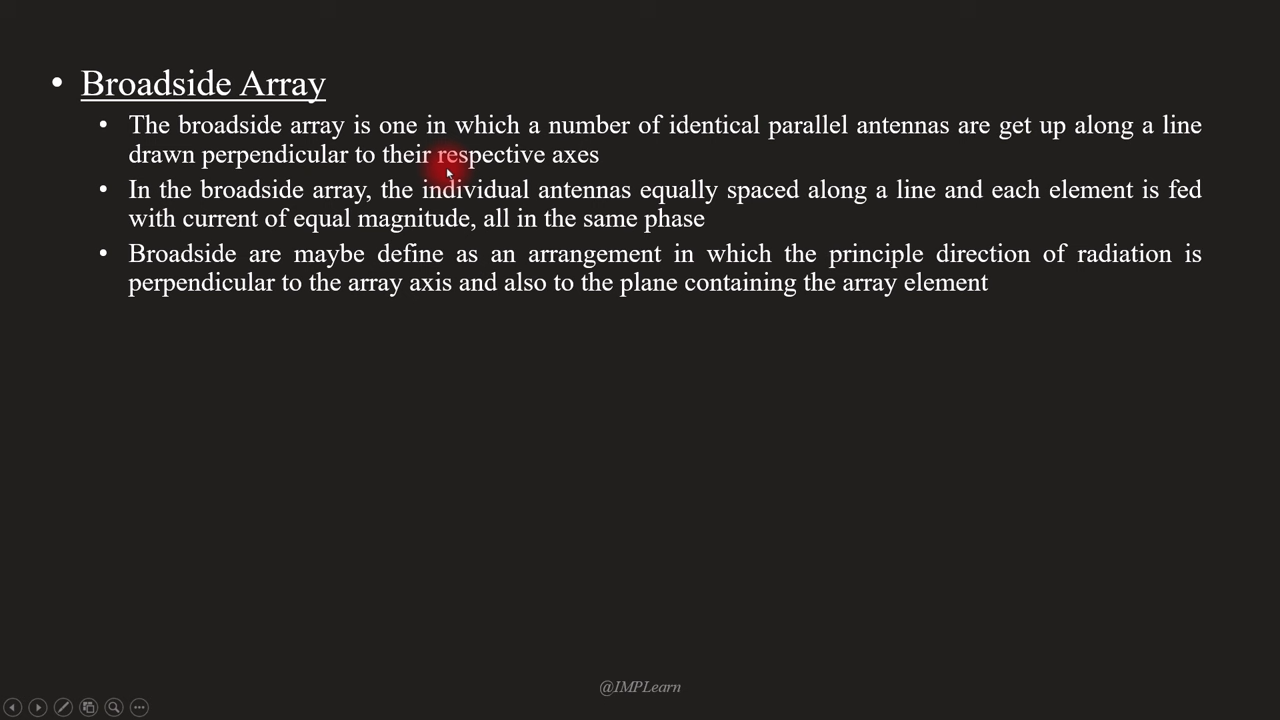 • Broadside Array
• The broadside array is one in which a number of identical parallel antennas are get up along a line
drawn perpendicular to their respective axes
• In the broadside array, the individual antennas equally spaced along a line and each element is fed
with current of equal magnitude, all in the same phase
• Broadside are maybe define as an arrangement in which the principle direction of radiation is
perpendicular to the array axis and also to the plane containing the array element
@IMPLearn